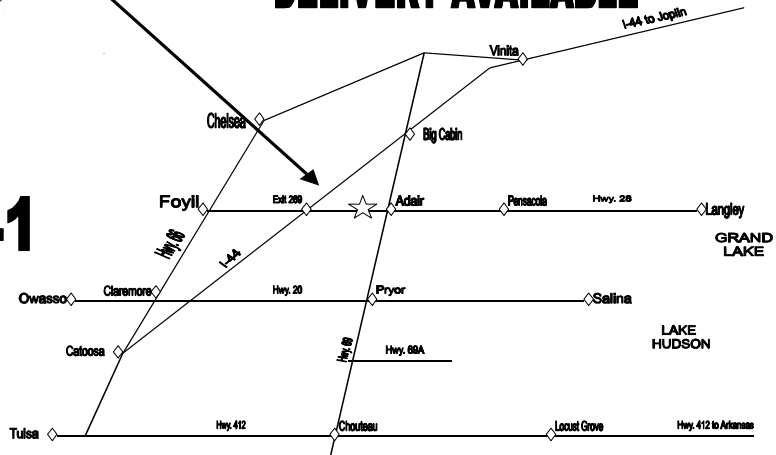 DELIVERY AVAILABLE
I-44 to Joplin
Vinita
Chelsea
Big Cabin
-1
Foyil
Exit 269
Adair
Pensacola
Hwy. 28
Langley
GRAND
LAKE
Hwy. 66
I-44
Claremore
Owasso
Hwy. 20
Pryor
Salina
LAKE
HUDSON
Catoosa
Hwy. 69
Hwy. 69A
Tulsa
Hwy. 412
Chouteau
Locust Grove
Hwy. 412 to Arkansas